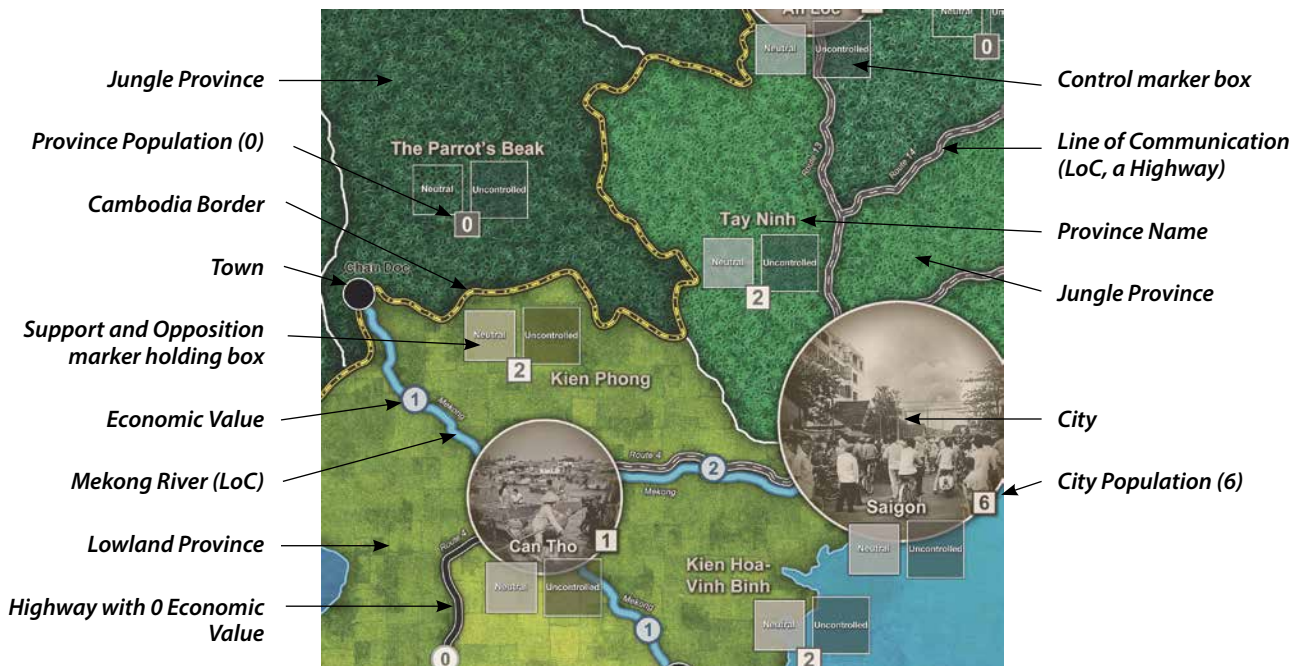 Jungle Province
Province Population (0)
Cambodia Border
Town
Support and Opposition
marker holding box
Economic Value
Mekong River (LoC)
Lowland Province
Highway with 0 Economic
Value
An Loc
Neutral
Uncontrolled
Neutral
0
The Parrot's Beak
Neutral
Uncontrolled
0
Route 13
Route 14
Tay Ninh
Neutral
Uncontrolled
2
Chau Doc
Neutral
Uncontrolled
2
Kien Phong
1
Mekong
Route 4
2
Mekong
Saigon
6
Neutral
Uncontrolled
Route 4
Can Tho
1
Neutral
Uncontrolled
Kien Hoa-
Vinh Binh
Mekong
1
0
Neutral
Uncontrolled
2
Control marker box
Line of Communication
(LoC, a Highway)
Province Name
Jungle Province
City
City Population (6)